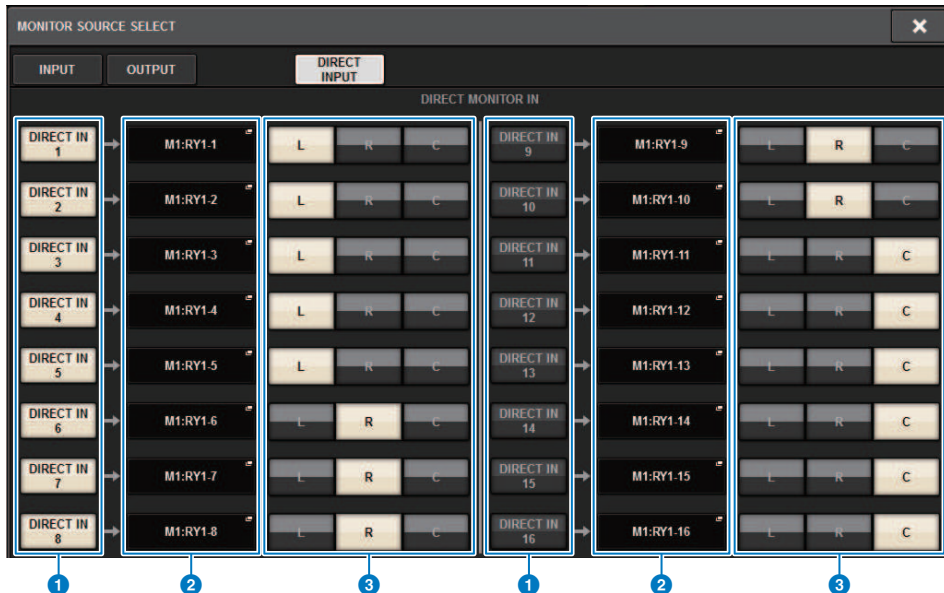 MONITOR SOURCE SELECT
INPUT OUTPUT DIRECT INPUT
DIRECT MONITOR IN
DIRECT IN 1 M1:RY1-1 L R C DIRECT IN 9 M1:RY1-9 L R C
DIRECT IN 2 M1:RY1-2 L R C DIRECT IN 10 M1:RY1-10 L R C
DIRECT IN 3 M1:RY1-3 L R C DIRECT IN 11 M1:RY1-11 L R C
DIRECT IN 4 M1:RY1-4 L R C DIRECT IN 12 M1:RY1-12 L R C
DIRECT IN 5 M1:RY1-5 L R C DIRECT IN 13 M1:RY1-13 L R C
DIRECT IN 6 M1:RY1-6 L R C DIRECT IN 14 M1:RY1-14 L R C
DIRECT IN 7 M1:RY1-7 L R C DIRECT IN 15 M1:RY1-15 L R C
DIRECT IN 8 M1:RY1-8 L R C DIRECT IN 16 M1:RY1-16 L R C
1 2 3 1 2 3